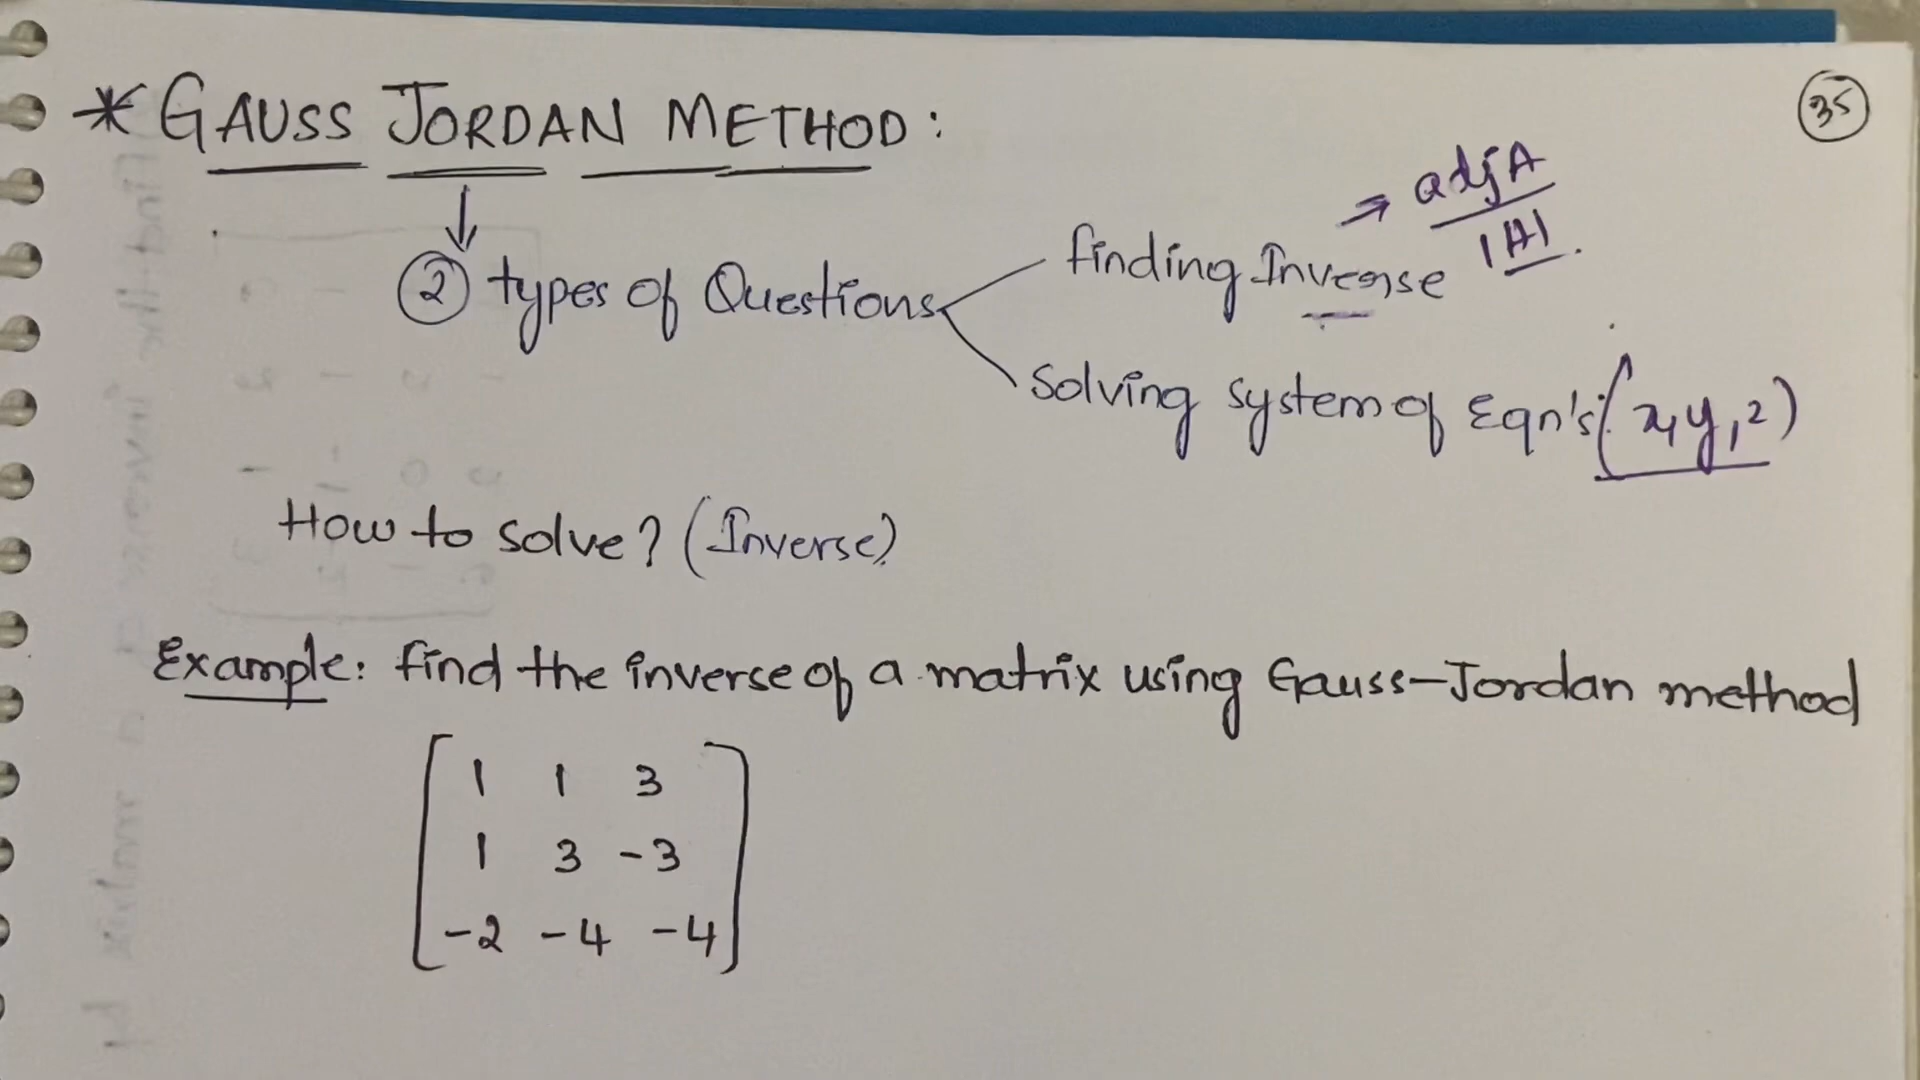 * GAUSS JORDAN METHOD:
35
② types of Questions
finding Inverse → adjA / |A|.
Solving system of Eqn's (x, y, z)
How to solve? (Inverse)
Example: find the inverse of a matrix using Gauss-Jordan method
1 1 3
1 3 -3
-2 -4 -4